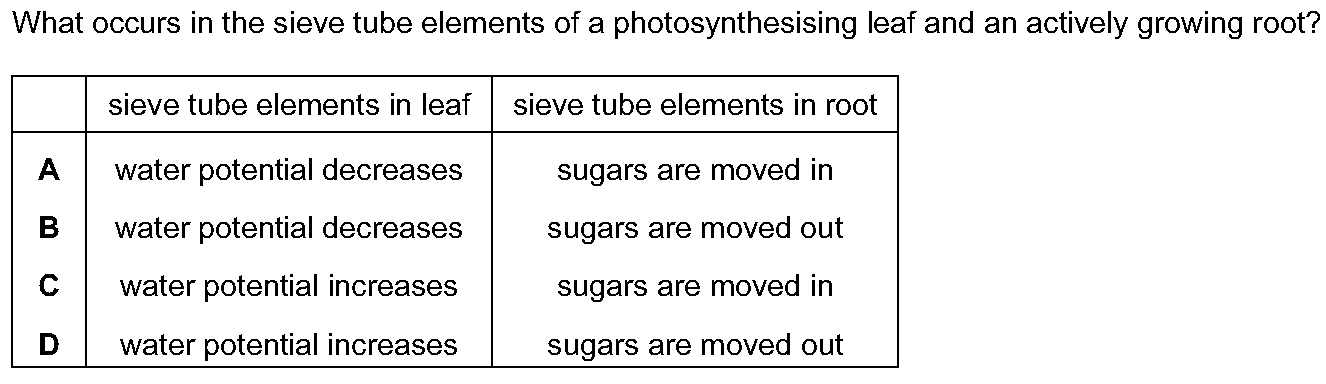 What occurs in the sieve tube elements of a photosynthesising leaf and an actively growing root?
sieve tube elements in leaf sieve tube elements in root
A water potential decreases sugars are moved in
B water potential decreases sugars are moved out
C water potential increases sugars are moved in
D water potential increases sugars are moved out